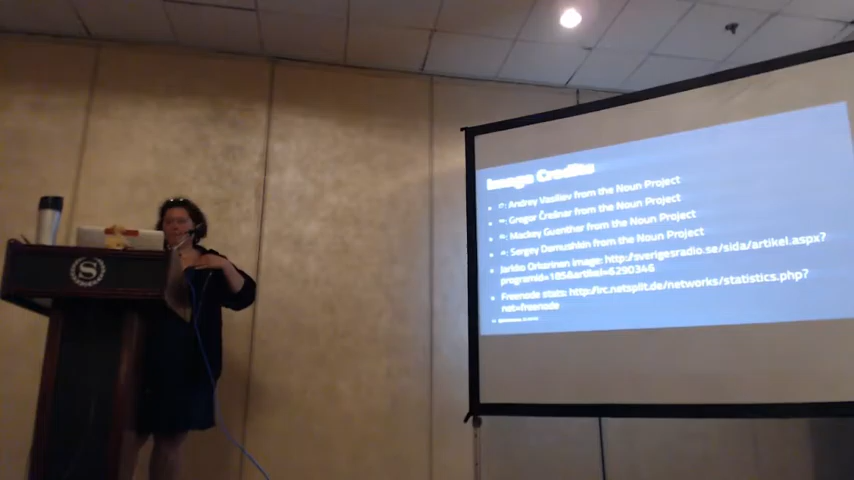 Image Credits
Andrey Vasiliev from the Noun Project
Gregor Črešnar from the Noun Project
Mackey Guenther from the Noun Project
Sergey Demushkin from the Noun Project
Jarkko Oikarinen image: http://sverigesradio.se/sida/artikel.aspx?
programid=185&artikel=6290346
Freenode stats: http://irc.netsplit.de/networks/statistics.php?
net=freenode
S